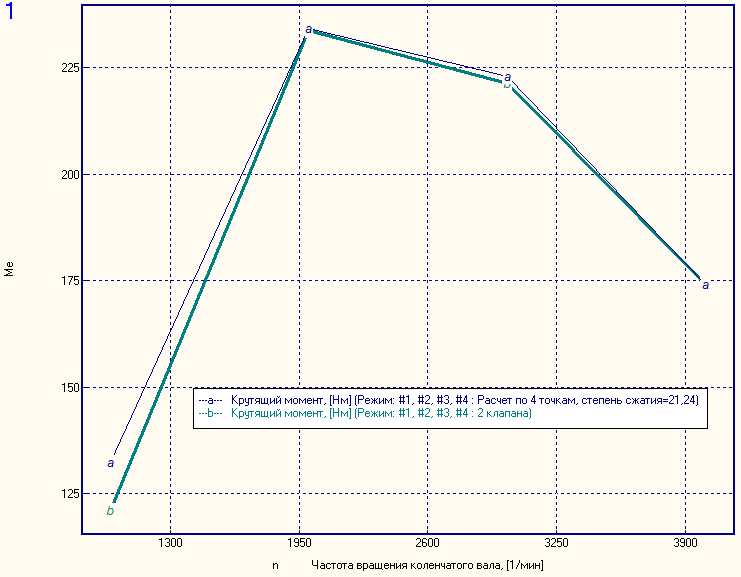 1
a
a
b
225
200
175
a
Me
150
---a--- Крутящий момент, [Нм] (Режим: #1, #2, #3, #4 : Расчет по 4 точкам, степень сжатия=21,24)
---b--- Крутящий момент, [Нм] (Режим: #1, #2, #3, #4 : 2 клапана)
a
125
b
1300 1950 2600 3250 3900
n Частота вращения коленчатого вала, [1/мин]